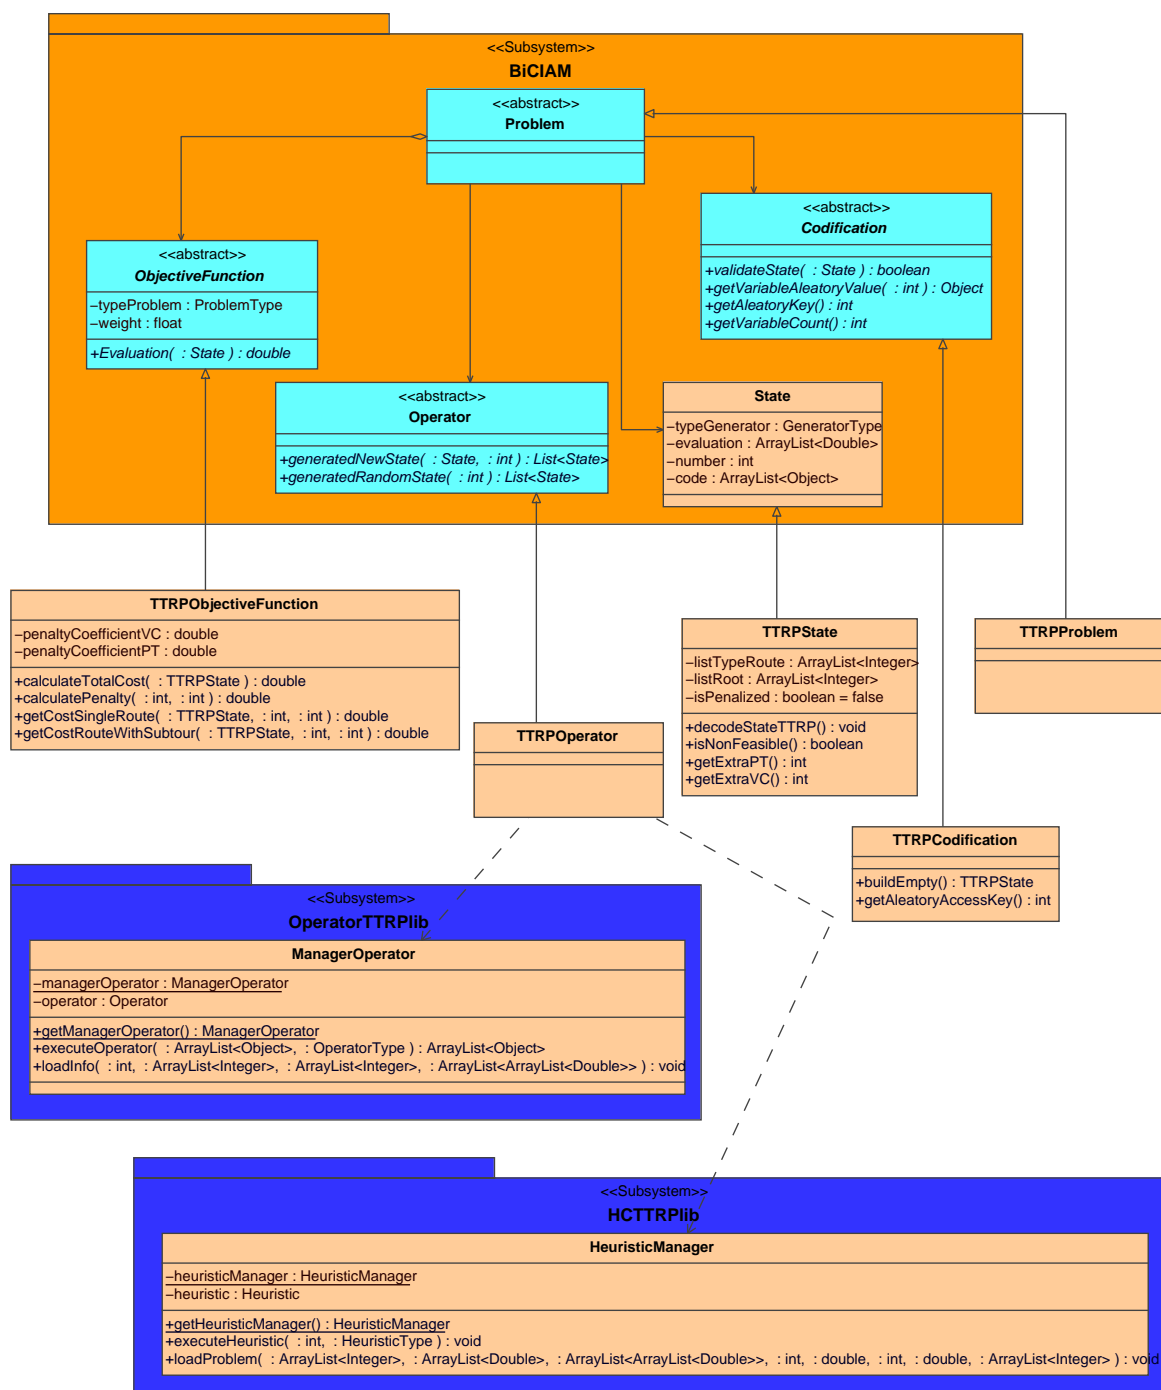 <<Subsystem>>
BiCIAM
<<abstract>>
Problem
<<abstract>>
Codification
+validateState( : State ) : boolean
+getVariableAleatoryValue( : int ) : Object
+getAleatoryKey() : int
+getVariableCount() : int
<<abstract>>
ObjectiveFunction
-typeProblem : ProblemType
-weight : float
+Evaluation( : State ) : double
<<abstract>>
Operator
+generatedNewState( : State, : int ) : List<State>
+generatedRandomState( : int ) : List<State>
State
-typeGenerator : GeneratorType
-evaluation : ArrayList<Double>
-number : int
-code : ArrayList<Object>
TTRPObjectiveFunction
-penaltyCoefficientVC : double
-penaltyCoefficientPT : double
+calculateTotalCost( : TTRPState ) : double
+calculatePenalty( : int, : int ) : double
+getCostSingleRoute( : TTRPState, : int, : int ) : double
+getCostRouteWithSubtour( : TTRPState, : int, : int ) : double
TTRPState
-listTypeRoute : ArrayList<Integer>
-listRoot : ArrayList<Integer>
-isPenalized : boolean = false
+decodeStateTTRP() : void
+isNonFeasible() : boolean
+getExtraPT() : int
+getExtraVC() : int
TTRPProblem
TTRPOperator
TTRPCodification
+buildEmpty() : TTRPState
+getAleatoryAccessKey() : int
<<Subsystem>>
OperatorTTRPlib
ManagerOperator
-managerOperator : ManagerOperator
-operator : Operator
+getManagerOperator() : ManagerOperator
+executeOperator( : ArrayList<Object>, : OperatorType ) : ArrayList<Object>
+loadInfo( : int, : ArrayList<Integer>, : ArrayList<Integer>, : ArrayList<ArrayList<Double>> ) : void
<<Subsystem>>
HCTTRPlib
HeuristicManager
-heuristicManager : HeuristicManager
-heuristic : Heuristic
+getHeuristicManager() : HeuristicManager
+executeHeuristic( : int, : HeuristicType ) : void
+loadProblem( : ArrayList<Integer>, : ArrayList<Double>, : ArrayList<ArrayList<Double>>, : int, : double, : int, : double, : ArrayList<Integer> ) : void